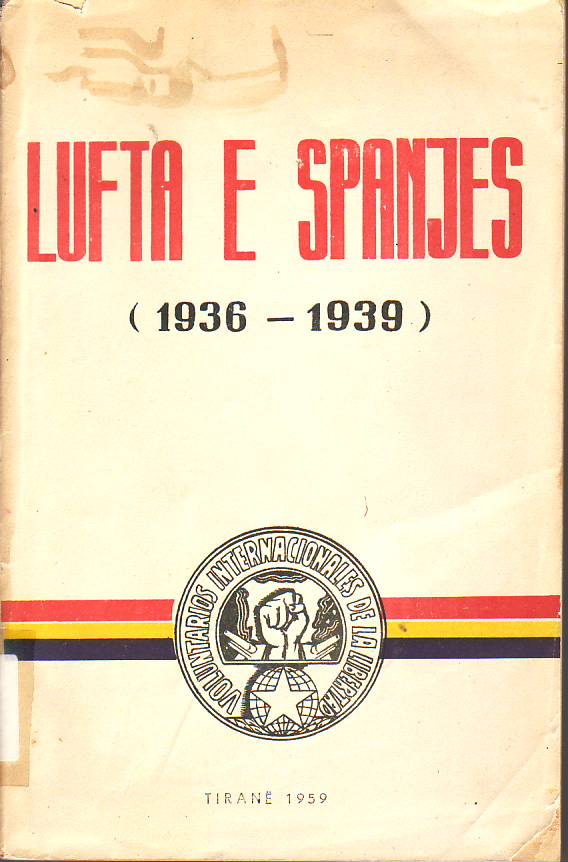 LUFTA E SPANJES
( 1936 — 1939 )
VOLUNTARIOS INTERNACIONALES DE LA LIBERTAD
TIRANË 1959